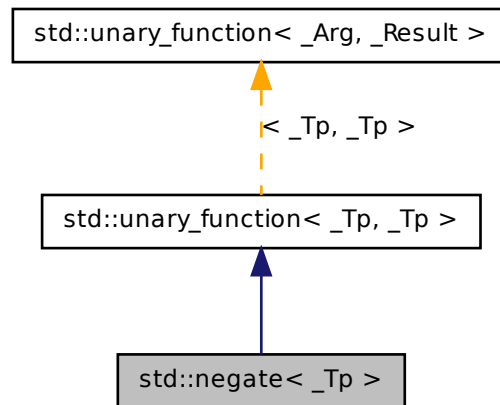 std::unary_function< _Arg, _Result >
< _Tp, _Tp >
std::unary_function< _Tp, _Tp >
std::negate< _Tp >